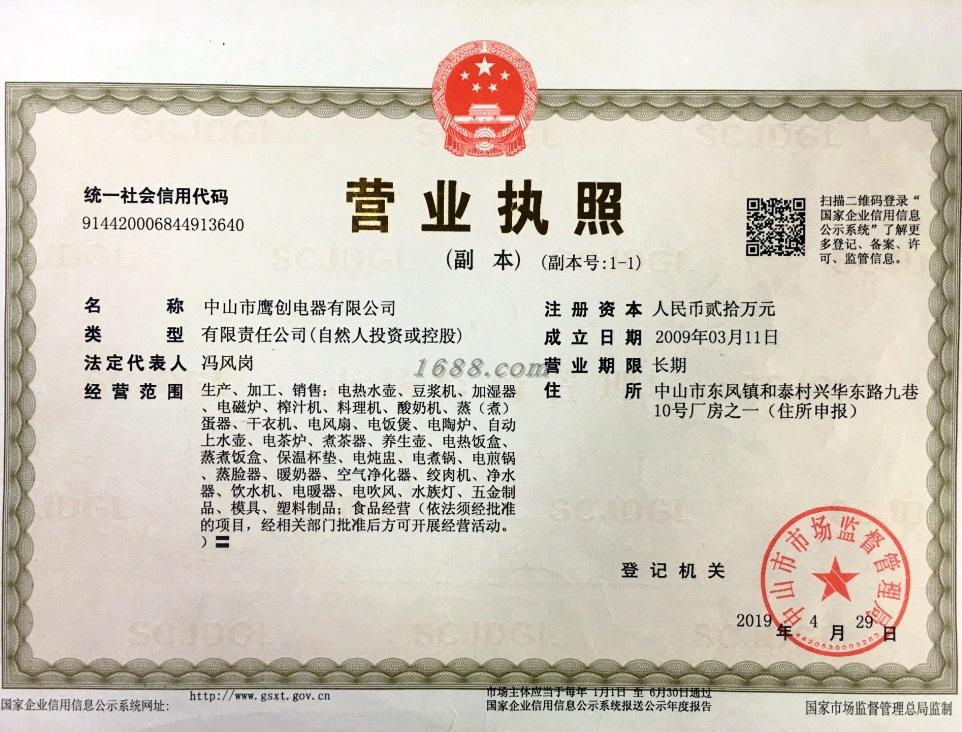 统一社会信用代码
914420006844913640
营业执照
(副 本) (副本号:1-1)
扫描二维码登录“
国家企业信用信息
公示系统”了解更
多登记、备案、许
可、监管信息。
名 称 中山市鹰创电器有限公司
类 型 有限责任公司(自然人投资或控股)
法定代表人 冯风岗
经营范围 生产、加工、销售：电热水壶、豆浆机、加湿器
、电磁炉、榨汁机、料理机、酸奶机、蒸（煮）
蛋器、干衣机、电风扇、电饭煲、电陶炉、自动
上水壶、电茶炉、煮茶器、养生壶、电热饭盒、
蒸煮饭盒、保温杯垫、电炖盅、电煮锅、电煎锅
、蒸脸器、暖奶器、空气净化器、绞肉机、净水
器、饮水机、电暖器、电吹风、水族灯、五金制
品、模具、塑料制品；食品经营（依法须经批准
的项目，经相关部门批准后方可开展经营活动。
）
注册资本 人民币贰拾万元
成立日期 2009年03月11日
营业期限 长期
住 所 中山市东凤镇和泰村兴华东路九巷
10号厂房之一（住所申报）
1688.com
登记机关
中山市市场监督管理局
4420630003283
2019 年 4 月 29 日
国家企业信用信息公示系统网址: http://www.gsxt.gov.cn
市场主体应当于每年 1月1日 至 6月30日通过
国家企业信用信息公示系统报送公示年度报告
国家市场监督管理总局监制
SCJDGL